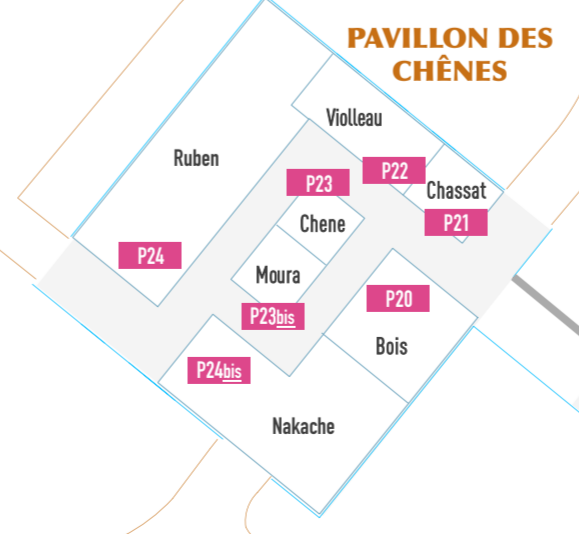 PAVILLON DES
CHÊNES
Violleau
Ruben
P22
P23
Chassat
P21
Chene
P24
Moura
P20
P23bis
Bois
P24bis
Nakache